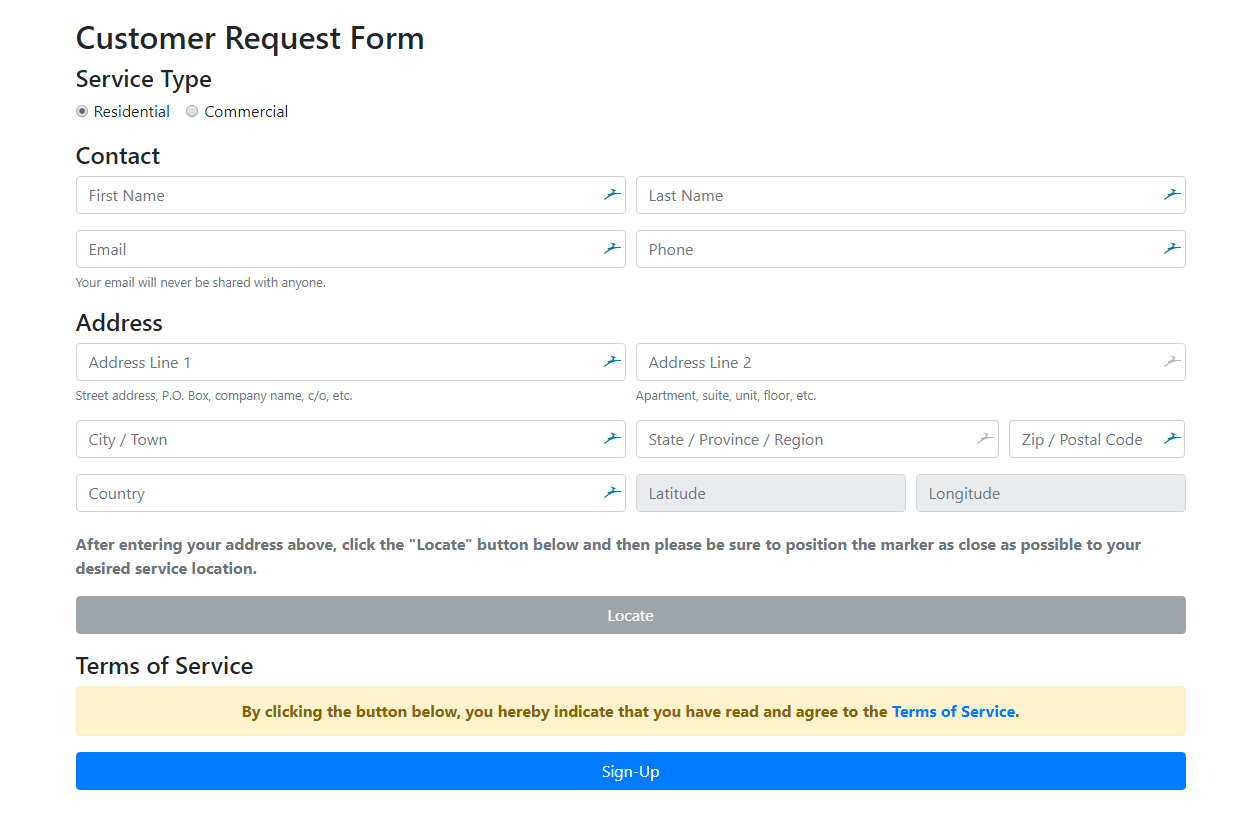 Customer Request Form
Service Type
Residential Commercial
Contact
First Name Last Name
Email Phone
Your email will never be shared with anyone.
Address
Address Line 1 Address Line 2
Street address, P.O. Box, company name, c/o, etc. Apartment, suite, unit, floor, etc.
City / Town State / Province / Region Zip / Postal Code
Country Latitude Longitude
After entering your address above, click the "Locate" button below and then please be sure to position the marker as close as possible to your
desired service location.
Locate
Terms of Service
By clicking the button below, you hereby indicate that you have read and agree to the Terms of Service.
Sign-Up